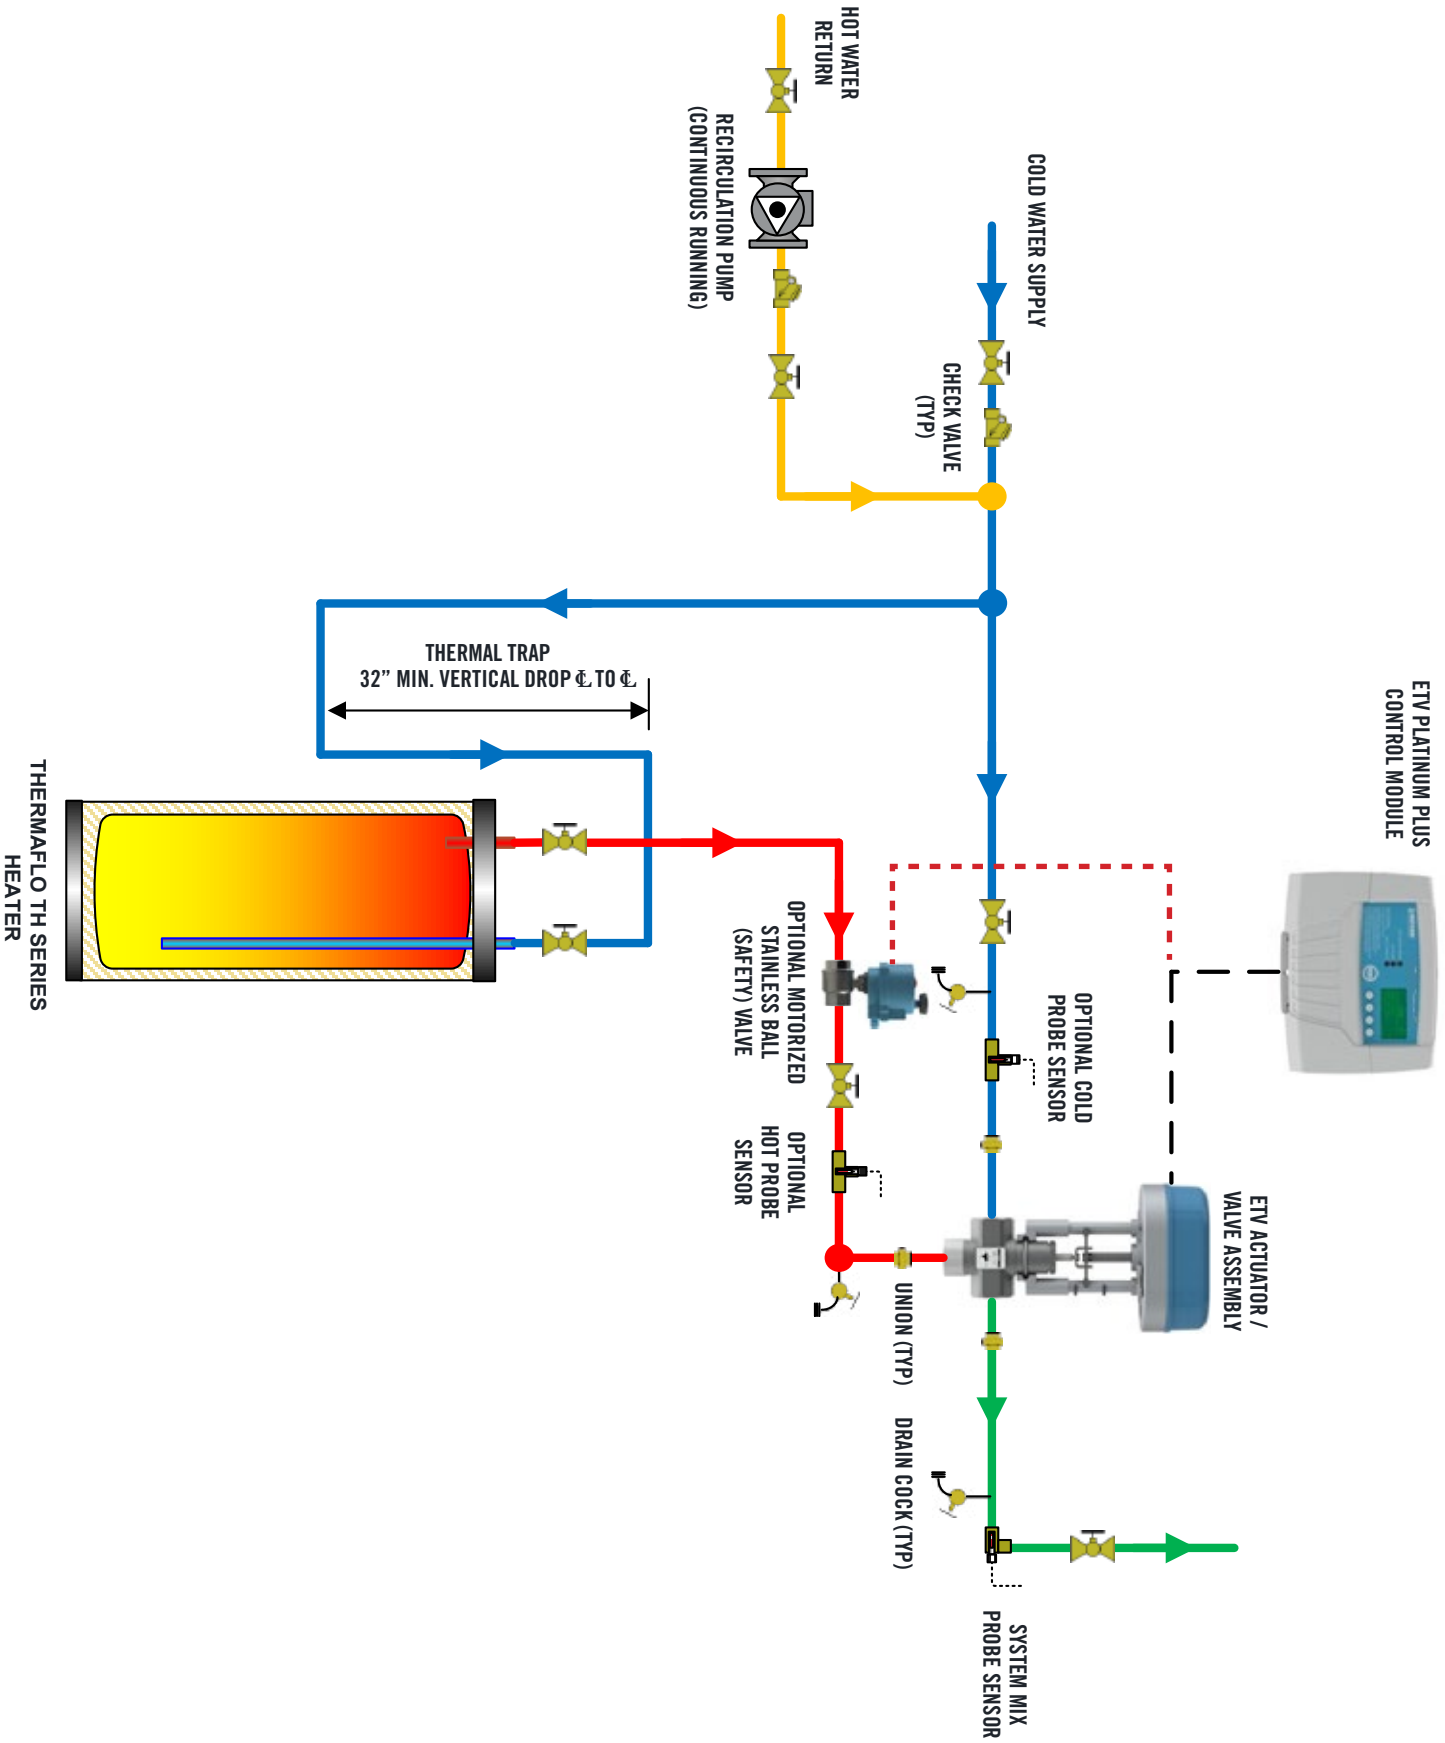 HOT WATER
RETURN
RECIRCULATION PUMP
(CONTINUOUS RUNNING)
COLD WATER SUPPLY
CHECK VALVE
(TYP)
THERMAL TRAP
32” MIN. VERTICAL DROP ℄ TO ℄
ETV PLATINUM PLUS
CONTROL MODULE
THERMAFLO TH SERIES
HEATER
OPTIONAL MOTORIZED
STAINLESS BALL
(SAFETY) VALVE
OPTIONAL COLD
PROBE SENSOR
OPTIONAL
HOT PROBE
SENSOR
ETV ACTUATOR /
VALVE ASSEMBLY
UNION (TYP)
DRAIN COCK (TYP)
SYSTEM MIX
PROBE SENSOR